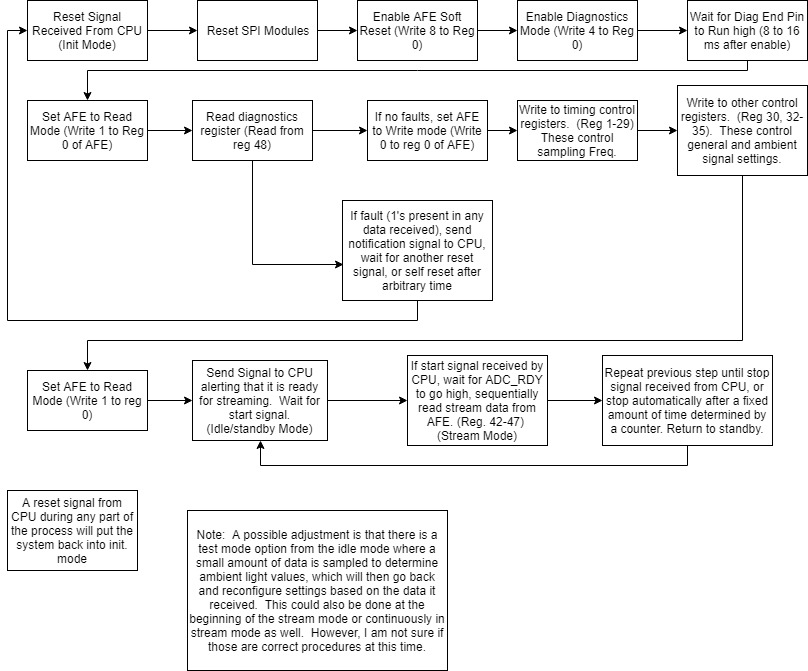 Reset Signal
Received From CPU
(Init Mode)
Reset SPI Modules
Enable AFE Soft
Reset (Write 8 to Reg
0)
Enable Diagnostics
Mode (Write 4 to Reg
0)
Wait for Diag End Pin
to Run high (8 to 16
ms after enable)
Set AFE to Read
Mode (Write 1 to Reg
0 of AFE)
Read diagnostics
register (Read from
reg 48)
If no faults, set AFE
to Write mode (Write
0 to reg 0 of AFE)
Write to timing control
registers. (Reg 1-29)
These control
sampling Freq.
Write to other control
registers. (Reg 30, 32-
35). These control
general and ambient
signal settings.
If fault (1's present in any
data received), send
notification signal to CPU,
wait for another reset
signal, or self reset after
arbitrary time
Set AFE to Read
Mode (Write 1 to reg
0)
Send Signal to CPU
alerting that it is ready
for streaming. Wait for
start signal.
(Idle/standby Mode)
If start signal received by
CPU, wait for ADC_RDY
to go high, sequentially
read stream data from
AFE. (Reg. 42-47)
(Stream Mode)
Repeat previous step until stop
signal received from CPU, or
stop automatically after a fixed
amount of time determined by
a counter. Return to standby.
A reset signal from
CPU during any part of
the process will put the
system back into init.
mode
Note: A possible adjustment is that there is a
test mode option from the idle mode where a
small amount of data is sampled to determine
ambient light values, which will then go back
and reconfigure settings based on the data it
received. This could also be done at the
beginning of the stream mode or continuously in
stream mode as well. However, I am not sure if
those are correct procedures at this time.